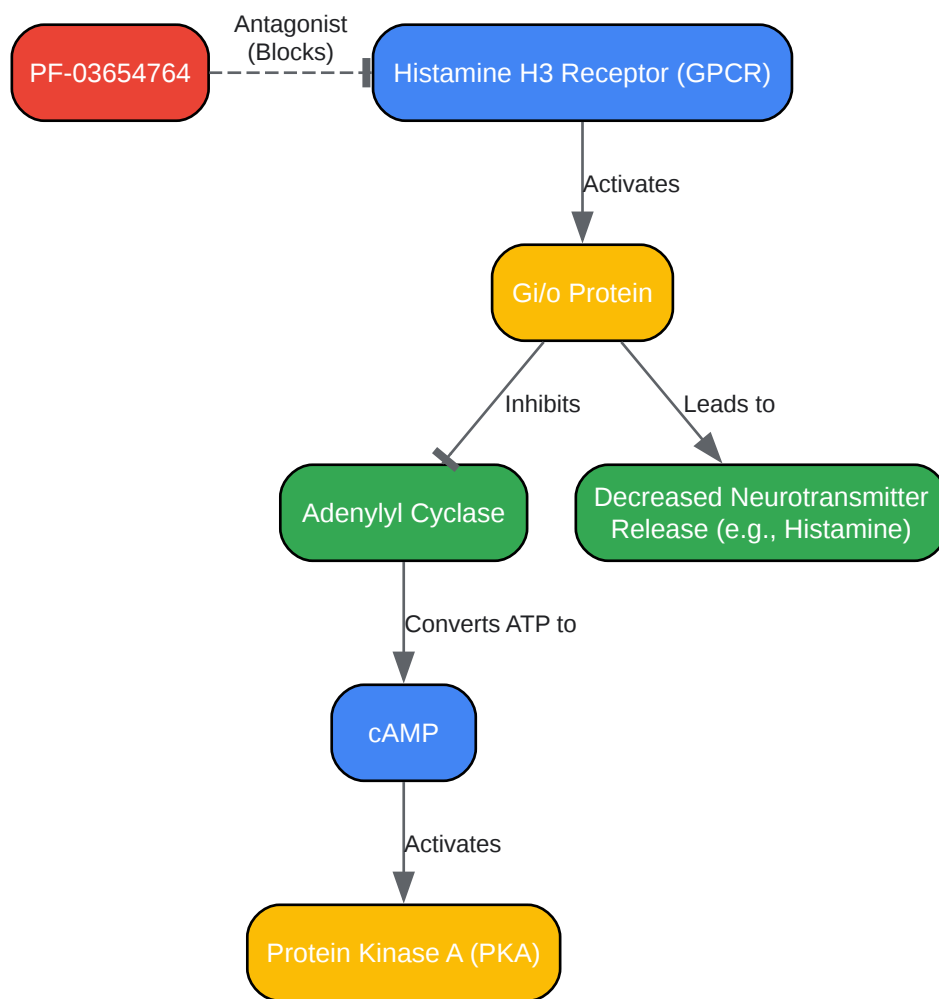 Antagonist
(Blocks)
PF-03654764
Histamine H3 Receptor (GPCR)
Activates
Gi/o Protein
Inhibits
Leads to
Adenylyl Cyclase
Decreased Neurotransmitter
Release (e.g., Histamine)
Converts ATP to
cAMP
Activates
Protein Kinase A (PKA)